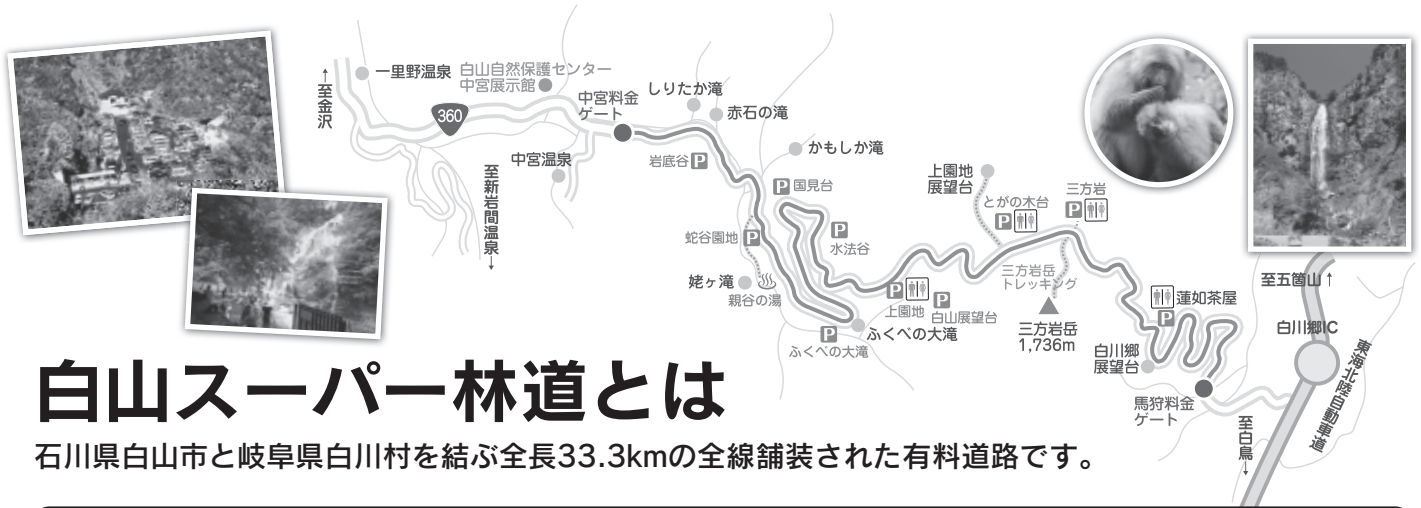 ↑至金沢
一里野温泉
白山自然保護センター
中宮展示館
360
中宮料金
ゲート
しりたか滝
赤石の滝
中宮温泉
岩底谷 P
かもしか滝
至新岩間温泉→
P 国見台
上園地
展望台
三方岩
P
とがの木台
P
蛇谷園地 P
P
水法谷
姥ヶ滝
親谷の湯
三方岩岳
トレッキング
P
上園地
P
白山展望台
三方岩岳
1,736m
P
ふくべの大滝
ふくべの大滝
蓮如茶屋
P
白川郷
展望台
馬狩料金
ゲート
至五箇山↑
白川郷IC
東海北陸自動車道
至白鳥→
白山スーパー林道とは
石川県白山市と岐阜県白川村を結ぶ全長33.3kmの全線舗装された有料道路です。